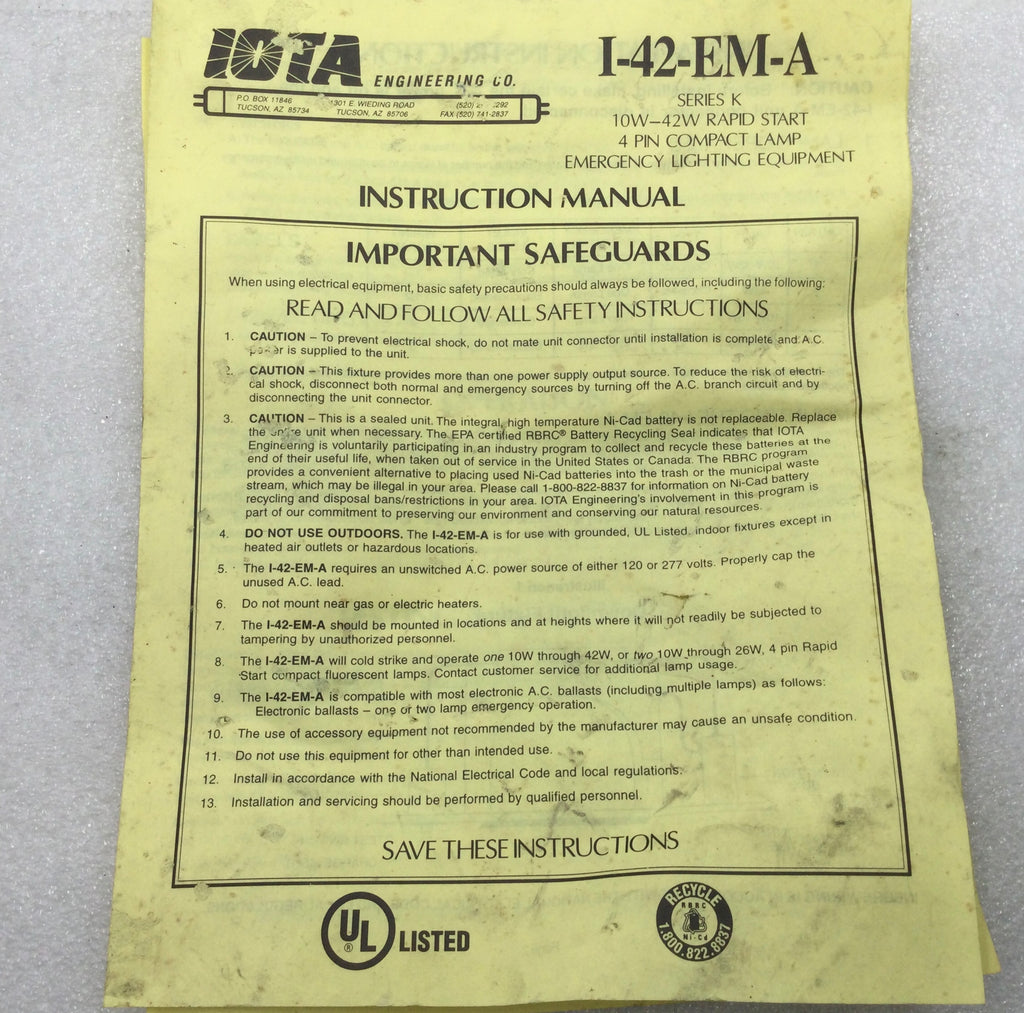 IOTA
ENGINEERING CO.
P.O. BOX 11846
TUCSON, AZ 85734
1301 E. WIEDING ROAD
TUCSON, AZ 85706
(520)
FAX (520) 741-2837
I-42-EM-A
SERIES K
10W–42W RAPID START
4 PIN COMPACT LAMP
EMERGENCY LIGHTING EQUIPMENT
INSTRUCTION MANUAL
IMPORTANT SAFEGUARDS
When using electrical equipment, basic safety precautions should always be followed, including the following:
READ AND FOLLOW ALL SAFETY INSTRUCTIONS
1. CAUTION – To prevent electrical shock, do not mate unit connector until installation is complete and A.C.
power is supplied to the unit.
2. CAUTION – This fixture provides more than one power supply output source. To reduce the risk of electri-
cal shock, disconnect both normal and emergency sources by turning off the A.C. branch circuit and by
disconnecting the unit connector.
3. CAUTION – This is a sealed unit. The integral, high temperature Ni-Cad battery is not replaceable. Replace
the entire unit when necessary. The EPA certified RBRC® Battery Recycling Seal indicates that IOTA
Engineering is voluntarily participating in an industry program to collect and recycle these batteries at the
end of their useful life, when taken out of service in the United States or Canada. The RBRC program
provides a convenient alternative to placing used Ni-Cad batteries into the trash or the municipal waste
stream, which may be illegal in your area. Please call 1-800-822-8837 for information on Ni-Cad battery
recycling and disposal bans/restrictions in your area. IOTA Engineering's involvement in this program is
part of our commitment to preserving our environment and conserving our natural resources.
4. DO NOT USE OUTDOORS. The I-42-EM-A is for use with grounded, UL Listed, indoor fixtures except in
heated air outlets or hazardous locations.
5. The I-42-EM-A requires an unswitched A.C. power source of either 120 or 277 volts. Properly cap the
unused A.C. lead.
6. Do not mount near gas or electric heaters.
7. The I-42-EM-A should be mounted in locations and at heights where it will not readily be subjected to
tampering by unauthorized personnel.
8. The I-42-EM-A will cold strike and operate one 10W through 42W, or two 10W through 26W, 4 pin Rapid
Start compact fluorescent lamps. Contact customer service for additional lamp usage.
9. The I-42-EM-A is compatible with most electronic A.C. ballasts (including multiple lamps) as follows:
Electronic ballasts – one or two lamp emergency operation.
10. The use of accessory equipment not recommended by the manufacturer may cause an unsafe condition.
11. Do not use this equipment for other than intended use.
12. Install in accordance with the National Electrical Code and local regulations.
13. Installation and servicing should be performed by qualified personnel.
SAVE THESE INSTRUCTIONS
UL® LISTED
RECYCLE
RBRC
Ni-Cd
1.800.822.8837